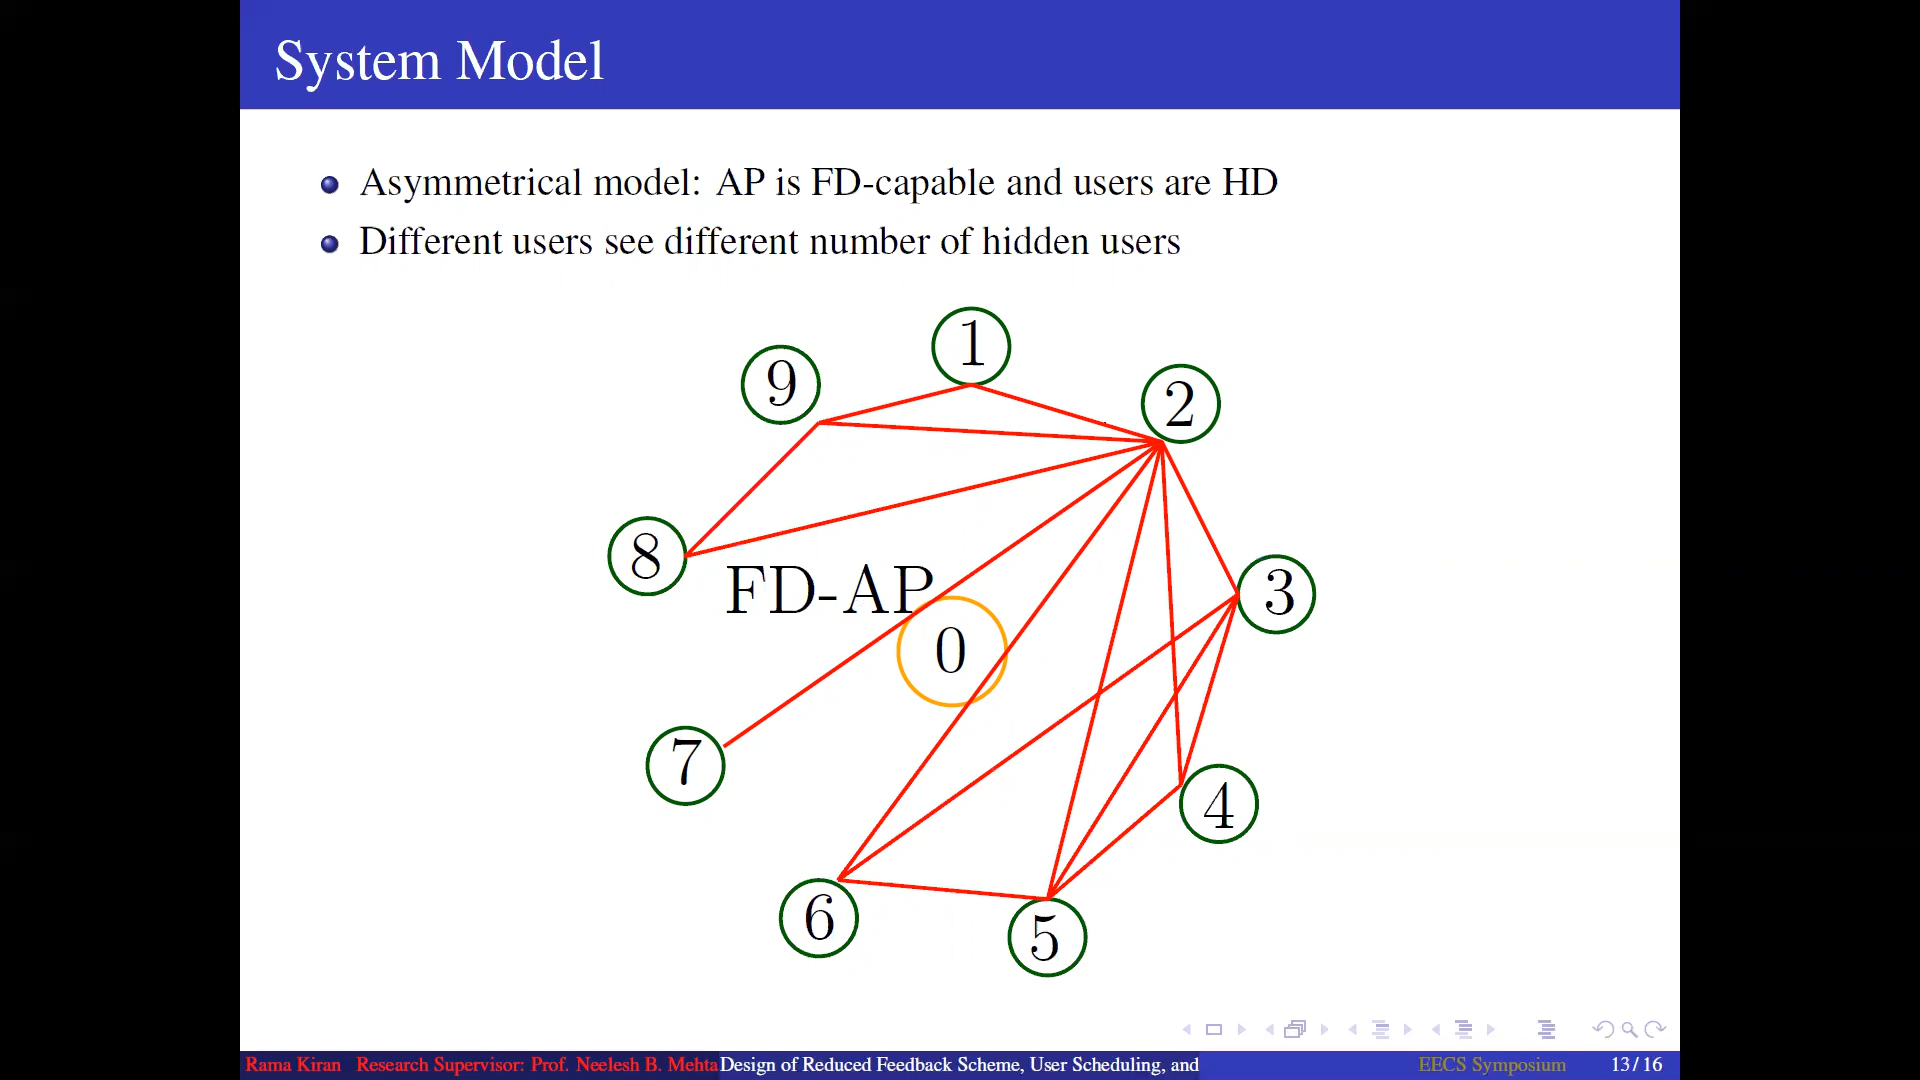 System Model
Asymmetrical model: AP is FD-capable and users are HD
Different users see different number of hidden users
1
9
2
8
FD-AP
3
0
7
4
6
5
Rama Kiran Research Supervisor: Prof. Neelesh B. Mehta Design of Reduced Feedback Scheme, User Scheduling, and EECS Symposium 13/16